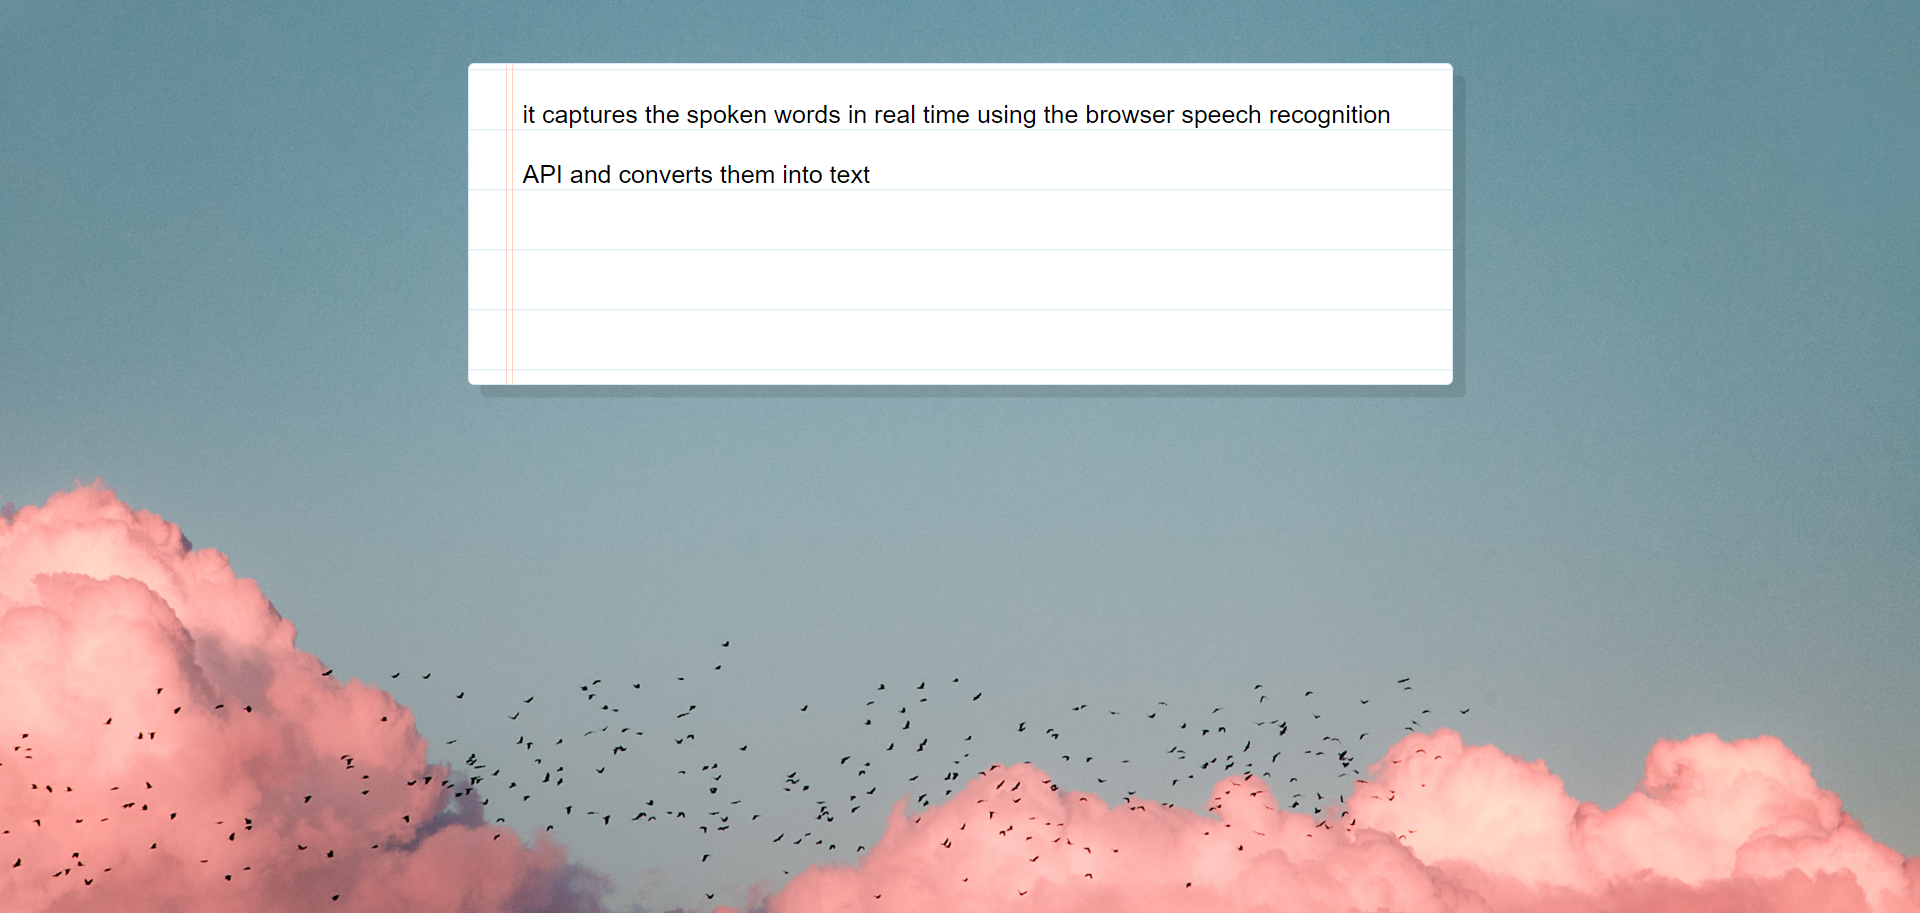 it captures the spoken words in real time using the browser speech recognition
API and converts them into text